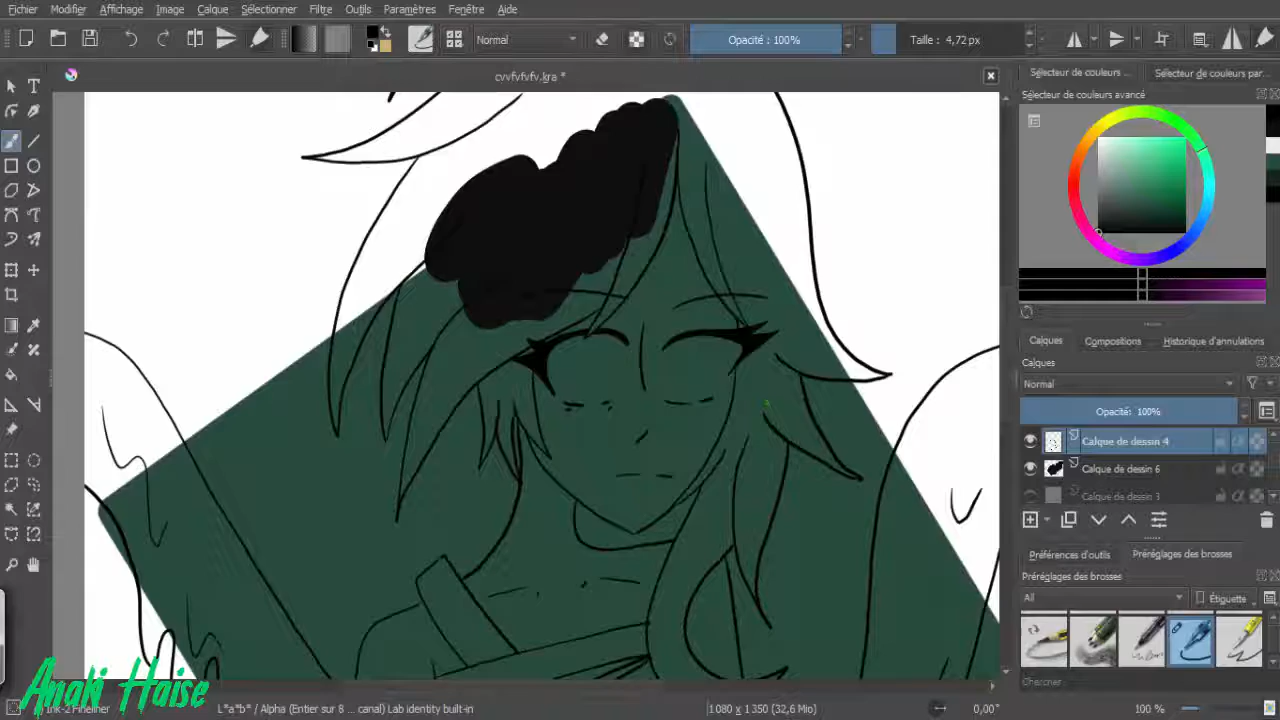 Fichier Modifier Affichage Image Calque Sélectionner Filtre Outils Paramètres Fenêtre Aide
Normal Opacité : 100% Taille : 4,72 px
cvvfvfvfv.kra *
Sélecteur de couleurs ... Sélecteur de couleurs par...
Sélecteur de couleurs avancé
Calques Compositions Historique d'annulations
Calques
Normal
Opacité: 100%
Calque de dessin 4
Calque de dessin 6
Calque de dessin 3
Préférences d'outils Préréglages des brosses
Préréglages des brosses
All Étiquette
Chercher
Anaki Haise
Ink-2 Fineliner L*a*b* / Alpha (Entier sur 8 ... canal) Lab identity built-in 1 080 x 1 350 (32,6 Mio) 0,00° 100 %